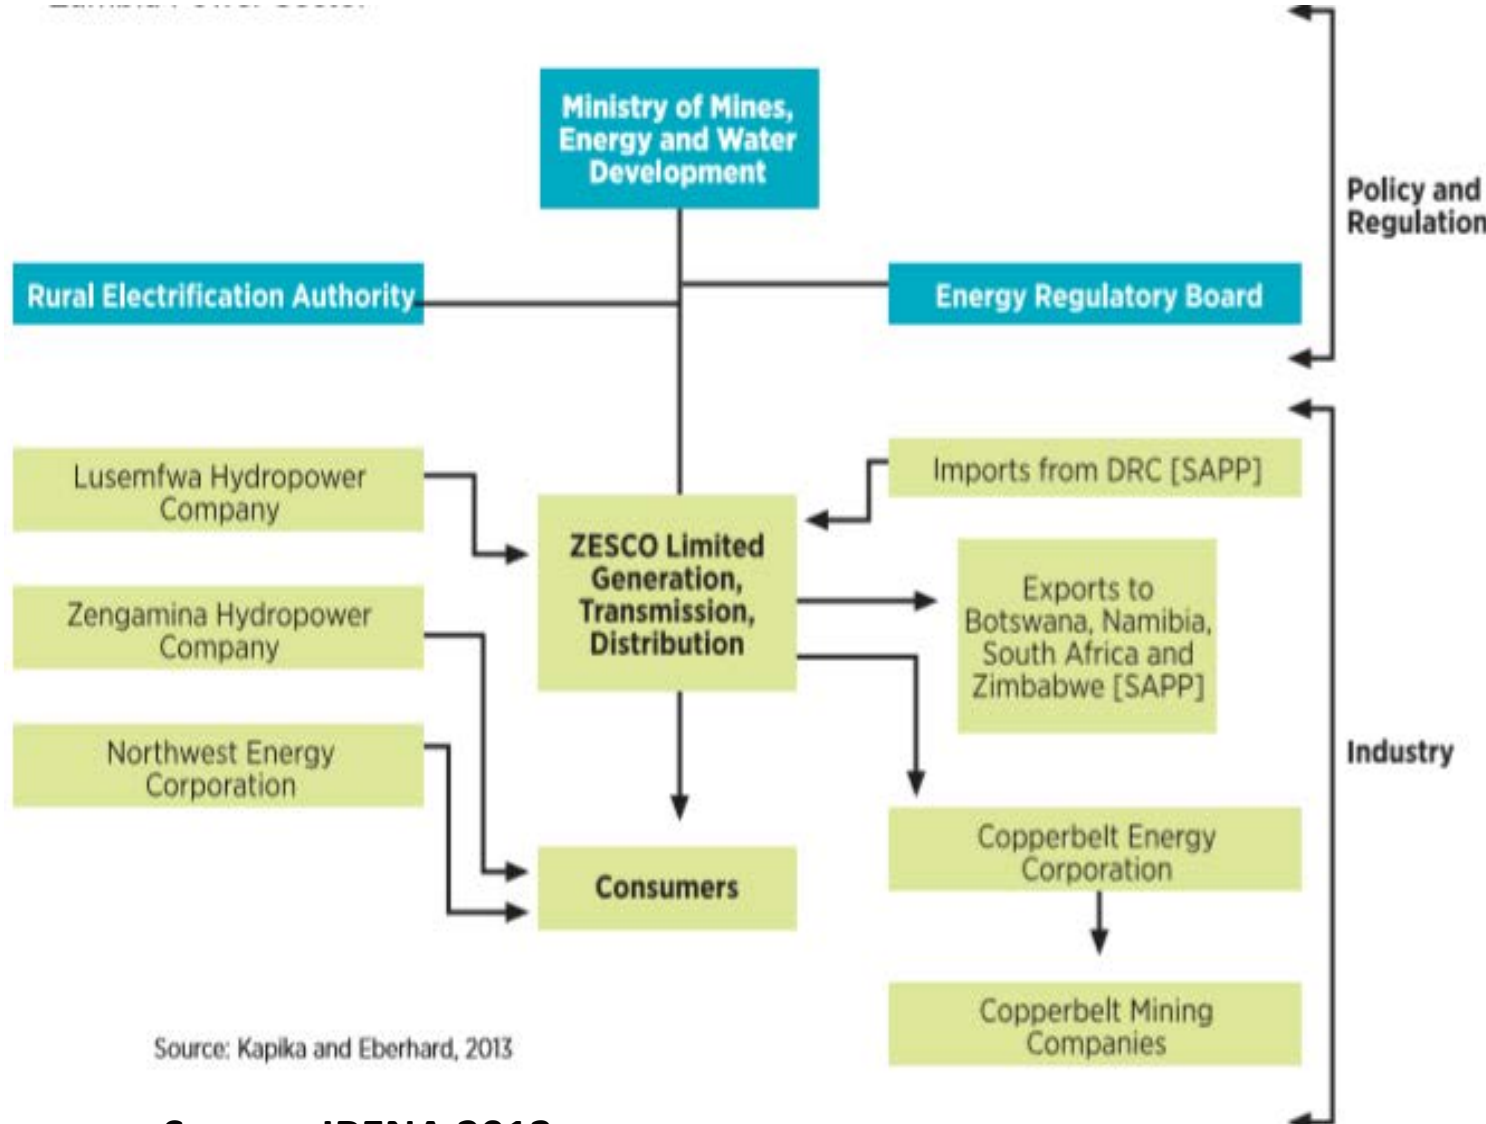 Ministry of Mines,
Energy and Water
Development
Policy and
Regulation
Rural Electrification Authority
Energy Regulatory Board
Lusemfwa Hydropower
Company
Imports from DRC [SAPP]
ZESCO Limited
Generation,
Transmission,
Distribution
Exports to
Botswana, Namibia,
South Africa and
Zimbabwe [SAPP]
Zengamina Hydropower
Company
Northwest Energy
Corporation
Industry
Copperbelt Energy
Corporation
Consumers
Copperbelt Mining
Companies
Source: Kapika and Eberhard, 2013